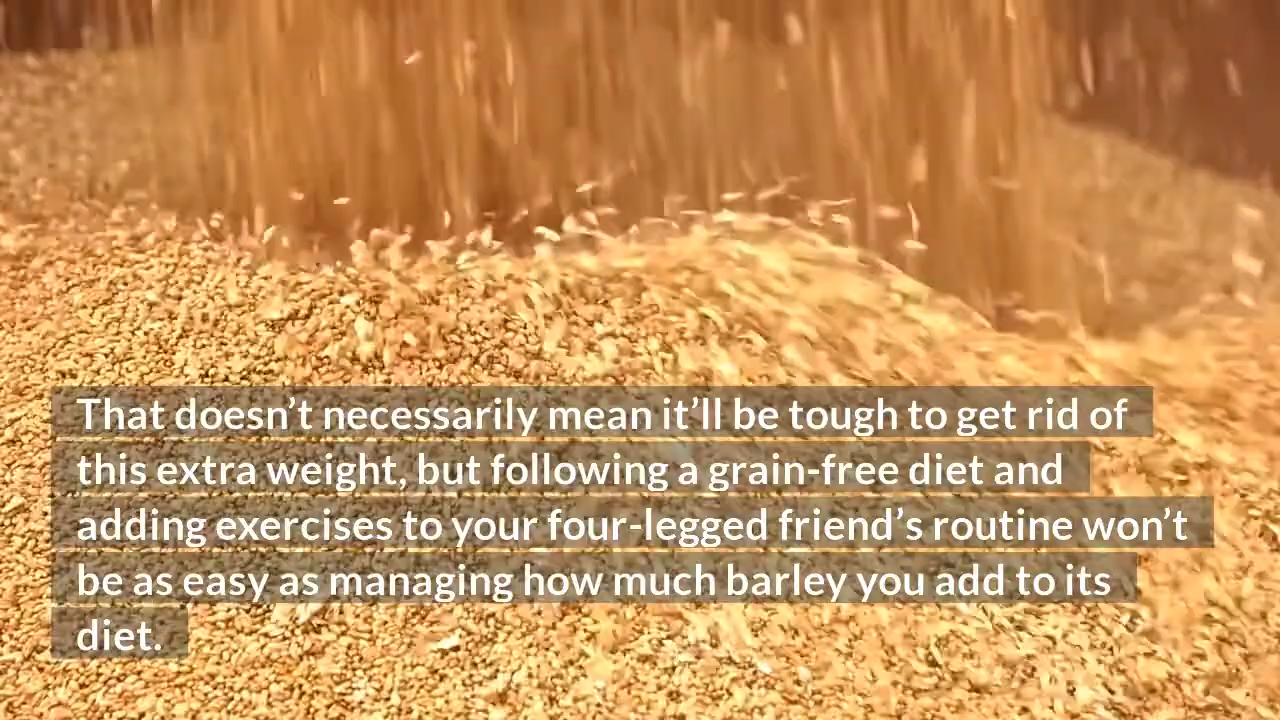 That doesn’t necessarily mean it’ll be tough to get rid of
this extra weight, but following a grain-free diet and
adding exercises to your four-legged friend’s routine won’t
be as easy as managing how much barley you add to its
diet.